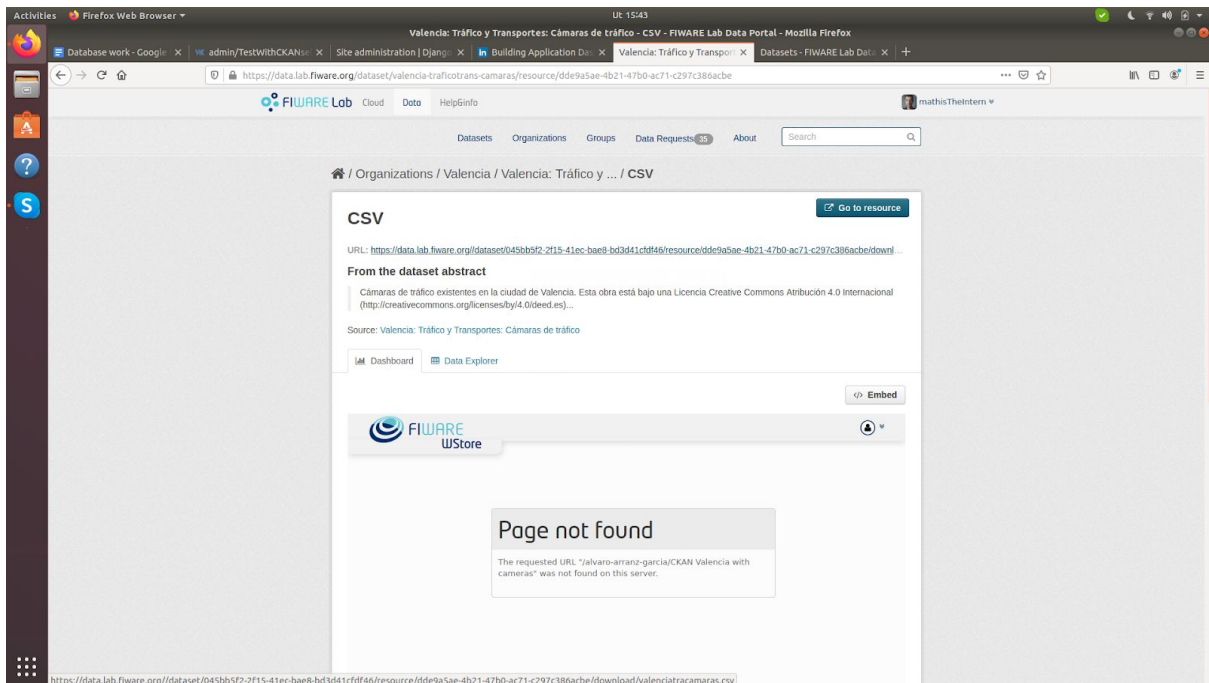 Activities Firefox Web Browser Ut 15:43
Valencia: Tráfico y Transportes: Cámaras de tráfico - CSV - FIWARE Lab Data Portal - Mozilla Firefox
Database work - Google admin/TestWithCKANse Site administration | Django Building Application Das Valencia: Tráfico y Transport Datasets - FIWARE Lab Data
https://data.lab.fiware.org/dataset/valencia-traficotrans-camaras/resource/dde9a5ae-4b21-47b0-ac71-c297c386acbe
FIWARE Lab Cloud Data Help&info mathisTheIntern
Datasets Organizations Groups Data Requests 35 About Search
/ Organizations / Valencia / Valencia: Tráfico y ... / CSV
Go to resource
CSV
URL: https://data.lab.fiware.org//dataset/045bb5f2-2f15-41ec-bae8-bd3d41cfdf46/resource/dde9a5ae-4b21-47b0-ac71-c297c386acbe/downl...
From the dataset abstract
Cámaras de tráfico existentes en la ciudad de Valencia. Esta obra está bajo una Licencia Creative Commons Atribución 4.0 Internacional
(http://creativecommons.org/licenses/by/4.0/deed.es)...
Source: Valencia: Tráfico y Transportes: Cámaras de tráfico
Dashboard Data Explorer
</> Embed
FIWARE
WStore
Page not found
The requested URL "/alvaro-arranz-garcia/CKAN Valencia with
cameras" was not found on this server.
https://data.lab.fiware.org//dataset/045bb5f2-2f15-41ec-bae8-bd3d41cfdf46/resource/dde9a5ae-4b21-47b0-ac71-c297c386acbe/download/valenciatracamaras.csv